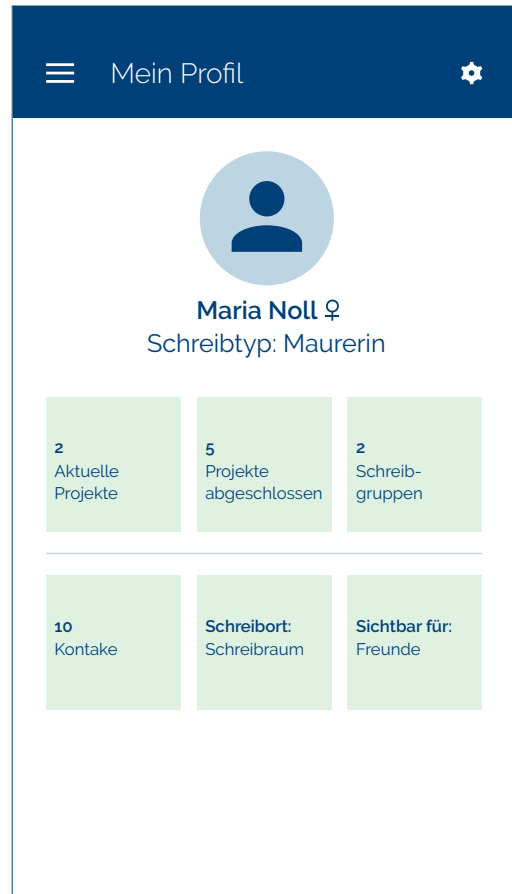 Mein Profil
Maria Noll ♀
Schreibtyp: Maurerin
2
Aktuelle
Projekte
5
Projekte
abgeschlossen
2
Schreib-
gruppen
10
Kontake
Schreibort:
Schreibraum
Sichtbar für:
Freunde